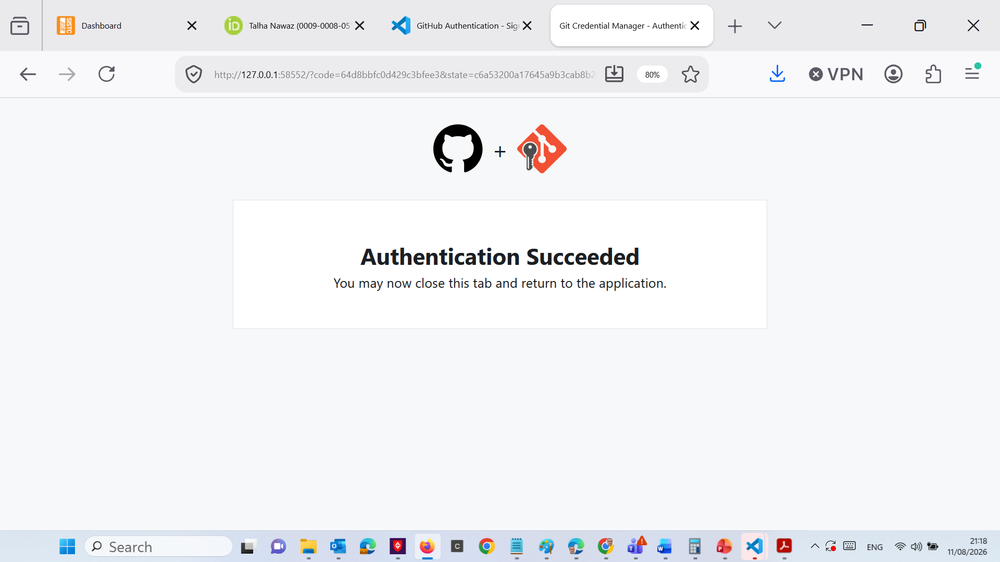 Dashboard
Talha Nawaz (0009-0008-05
GitHub Authentication - Sig
Git Credential Manager - Authentic
http://127.0.0.1:58552/?code=64d8bbfc0d429c3bfee3&state=c6a53200a17645a9b3cab8b2
80%
VPN
+
Authentication Succeeded
You may now close this tab and return to the application.
Search
ENG
21:18
11/08/2026